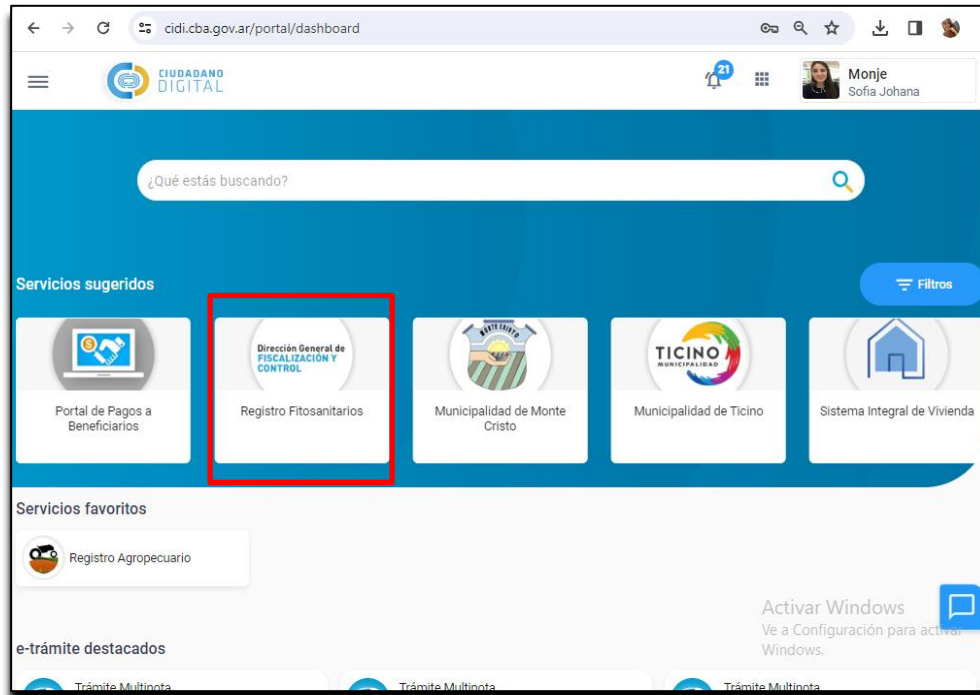 cidi.cba.gov.ar/portal/dashboard
CIUDADANO
DIGITAL
21
Monje
Sofia Johana
¿Qué estás buscando?
Servicios sugeridos
Filtros
Dirección General de
FISCALIZACIÓN Y
CONTROL
MONTE CRISTO
TICINO
MUNICIPALIDAD
Portal de Pagos a
Beneficiarios
Registro Fitosanitarios
Municipalidad de Monte
Cristo
Municipalidad de Ticino
Sistema Integral de Vivienda
Servicios favoritos
Registro Agropecuario
Activar Windows
Ve a Configuración para activar
Windows.
e-trámite destacados
Trámite Multinota
Trámite Multinota
Trámite Multinota